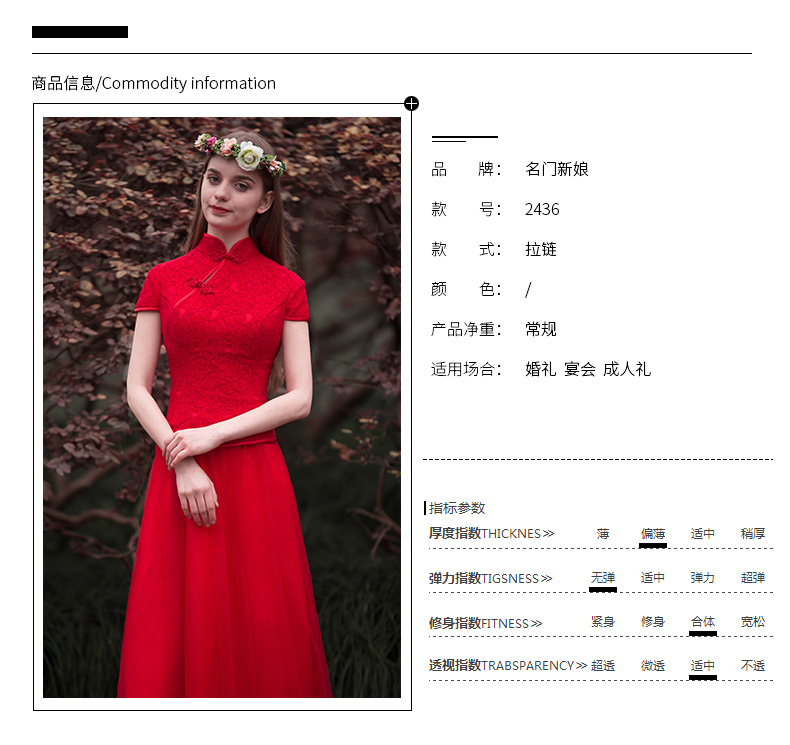 商品信息/Commodity information
品 牌： 名门新娘
款 号： 2436
款 式： 拉链
颜 色： /
产品净重： 常规
适用场合： 婚礼 宴会 成人礼
指标参数
厚度指数THICKNES≫ 薄 偏薄 适中 稍厚
弹力指数TIGSNESS≫ 无弹 适中 弹力 超弹
修身指数FITNESS≫ 紧身 修身 合体 宽松
透视指数TRABSPARENCY≫ 超透 微透 适中 不透